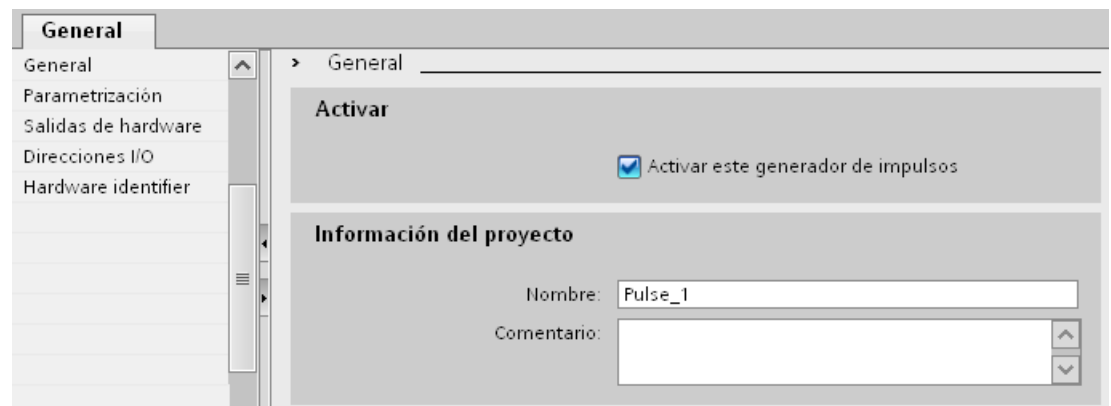 General
General
Parametrización
Salidas de hardware
Direcciones I/O
Hardware identifier
General
Activar
Activar este generador de impulsos
Información del proyecto
Nombre: Pulse_1
Comentario: